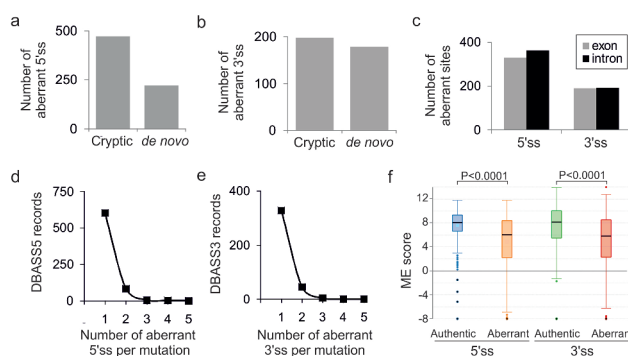 a
Number of
aberrant 5'ss
500
250
0
Cryptic
de novo
b
Number of
aberrant 3'ss
200
100
0
Cryptic
de novo
c
Number of
aberrant sites
400
200
0
5'ss
3'ss
exon
intron
d
DBASS5 records
750
500
250
0
1 2 3 4 5
Number of aberrant
5'ss per mutation
e
DBASS3 records
400
200
0
1 2 3 4 5
Number of aberrant
3'ss per mutation
f
P<0.0001
P<0.0001
ME score
12
8
4
0
-4
-8
Authentic Aberrant Authentic Aberrant
5'ss
3'ss